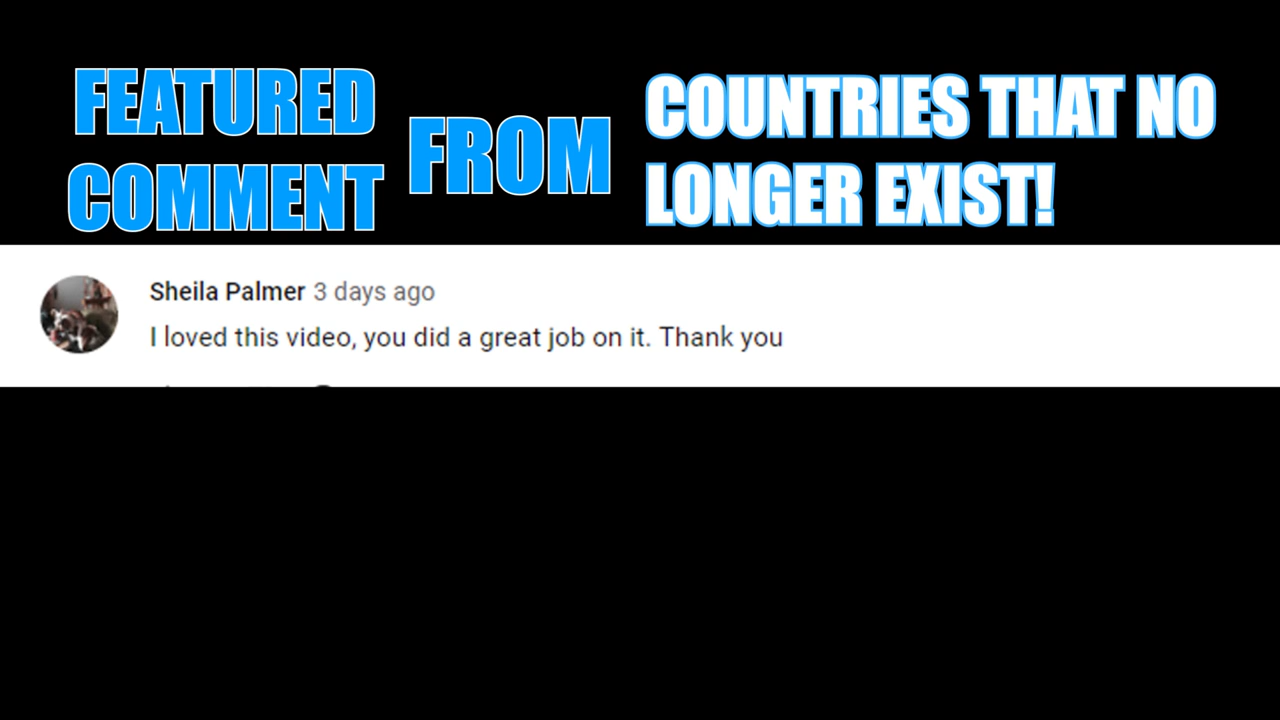 FEATURED
COMMENT
FROM
COUNTRIES THAT NO
LONGER EXIST!
Sheila Palmer 3 days ago
I loved this video, you did a great job on it. Thank you